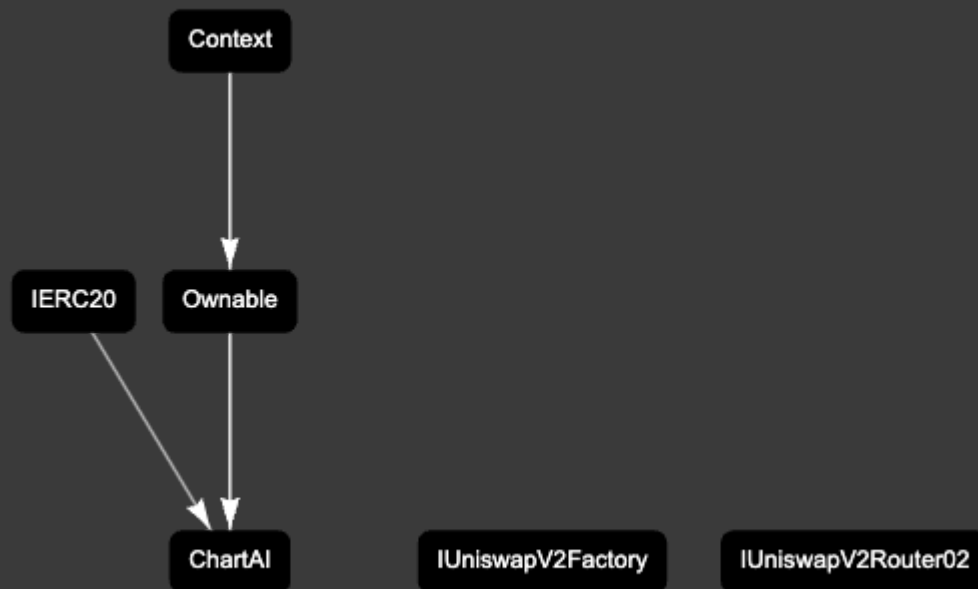 Context
IERC20
Ownable
ChartAI
IUniswapV2Factory
IUniswapV2Router02